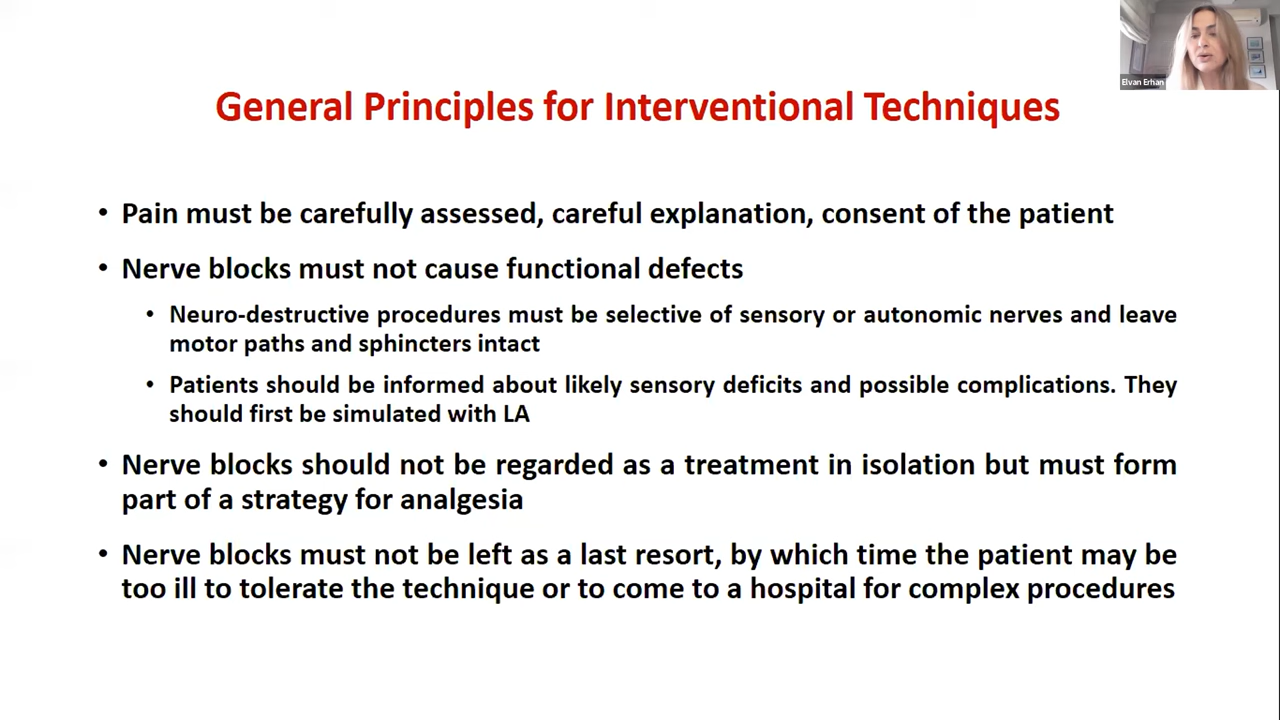 Elvan Erhan
General Principles for Interventional Techniques
• Pain must be carefully assessed, careful explanation, consent of the patient
• Nerve blocks must not cause functional defects
• Neuro-destructive procedures must be selective of sensory or autonomic nerves and leave
motor paths and sphincters intact
• Patients should be informed about likely sensory deficits and possible complications. They
should first be simulated with LA
• Nerve blocks should not be regarded as a treatment in isolation but must form
part of a strategy for analgesia
• Nerve blocks must not be left as a last resort, by which time the patient may be
too ill to tolerate the technique or to come to a hospital for complex procedures